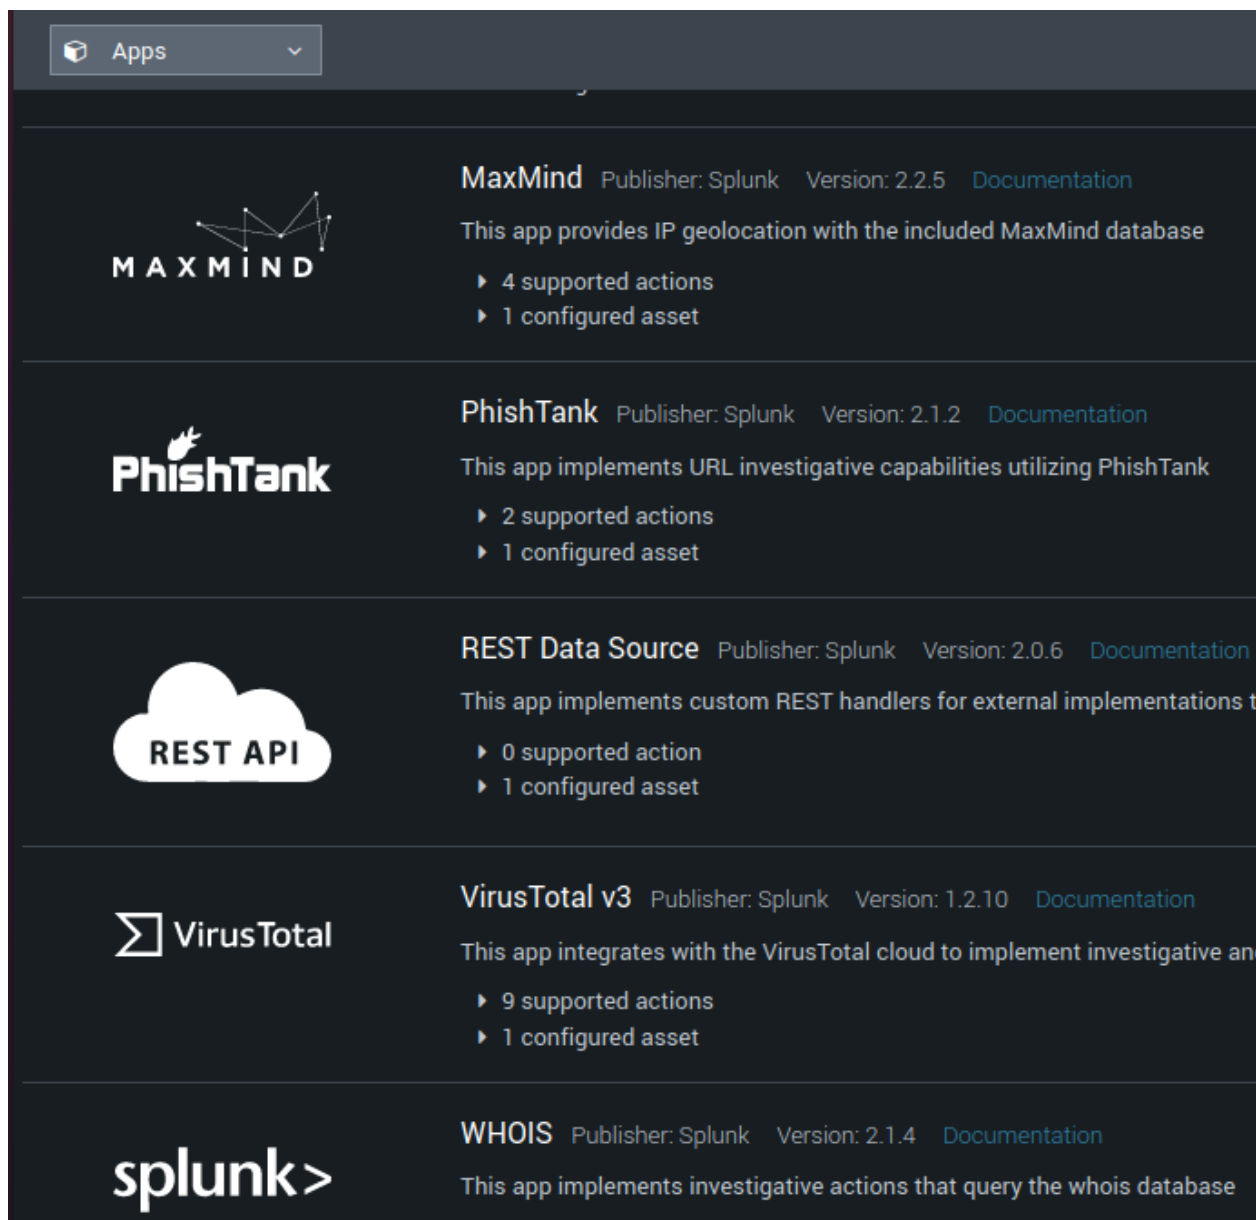 Apps
MaxMind Publisher: Splunk Version: 2.2.5 Documentation
MAXMIND
This app provides IP geolocation with the included MaxMind database
4 supported actions
1 configured asset
PhishTank Publisher: Splunk Version: 2.1.2 Documentation
PhishTank
This app implements URL investigative capabilities utilizing PhishTank
2 supported actions
1 configured asset
REST Data Source Publisher: Splunk Version: 2.0.6 Documentation
REST API
This app implements custom REST handlers for external implementations
0 supported action
1 configured asset
VirusTotal v3 Publisher: Splunk Version: 1.2.10 Documentation
VirusTotal
This app integrates with the VirusTotal cloud to implement investigative
9 supported actions
1 configured asset
WHOIS Publisher: Splunk Version: 2.1.4 Documentation
splunk>
This app implements investigative actions that query the whois database